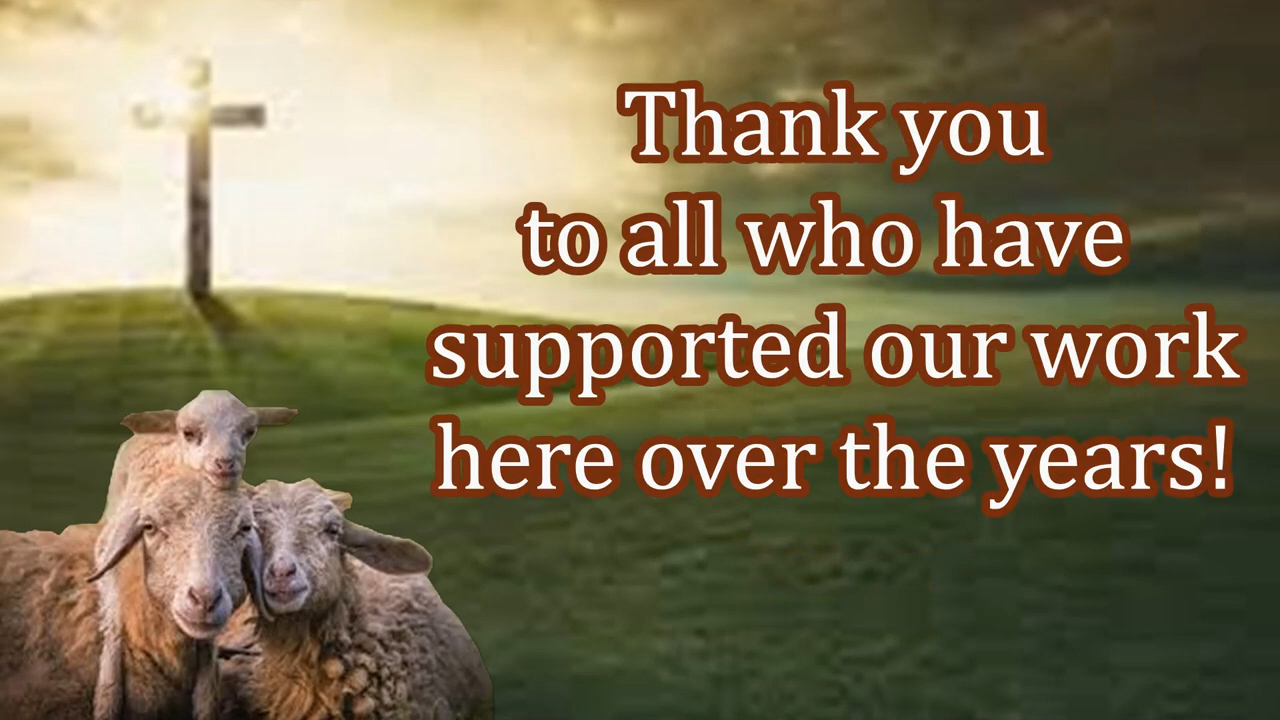 Thank you
to all who have
supported our work
here over the years!